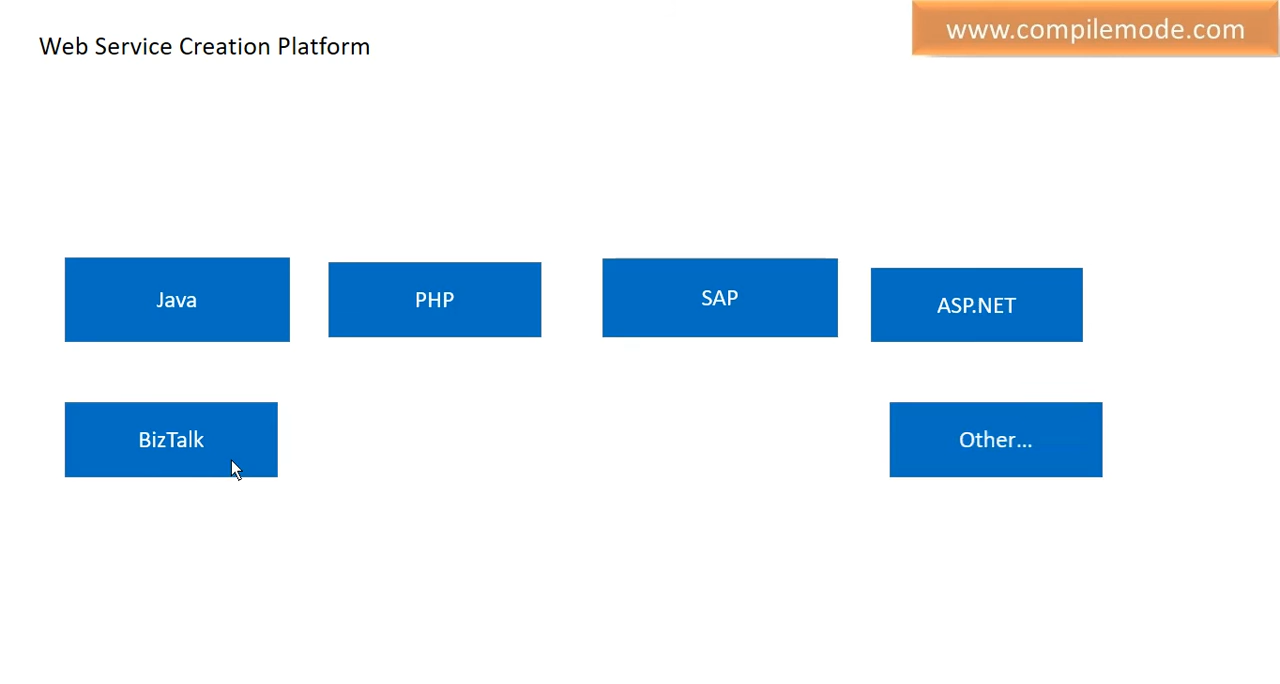 Web Service Creation Platform
www.compilemode.com
Java
PHP
SAP
ASP.NET
BizTalk
Other...